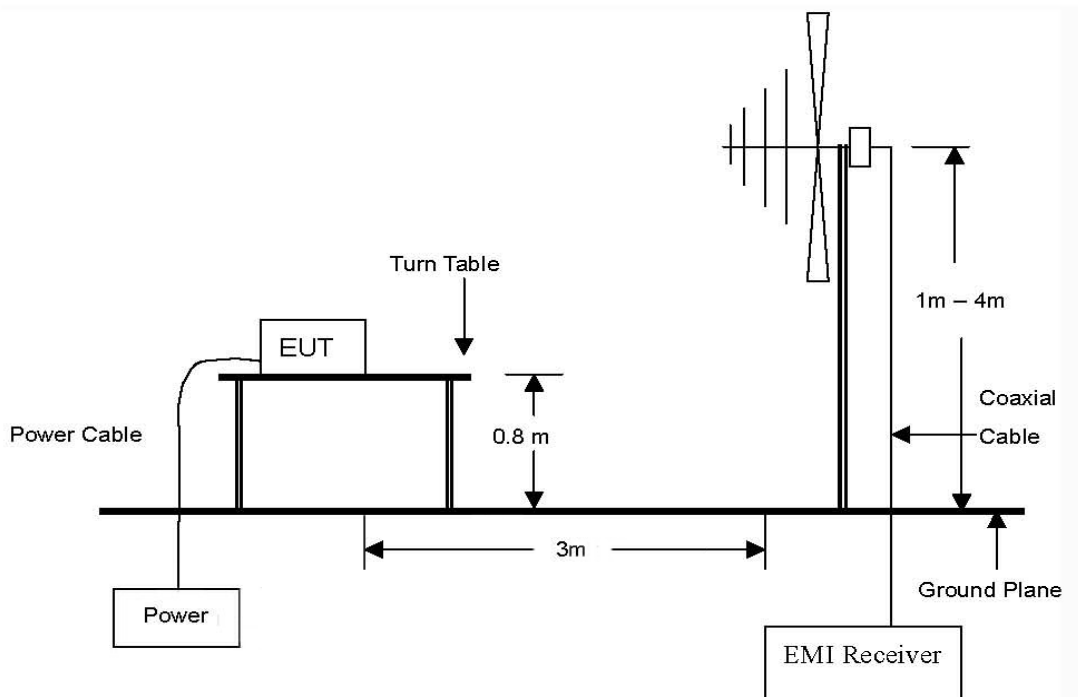 Turn Table
1m – 4m
EUT
Coaxial
Cable
Power Cable
0.8 m
3m
Ground Plane
Power
EMI Receiver